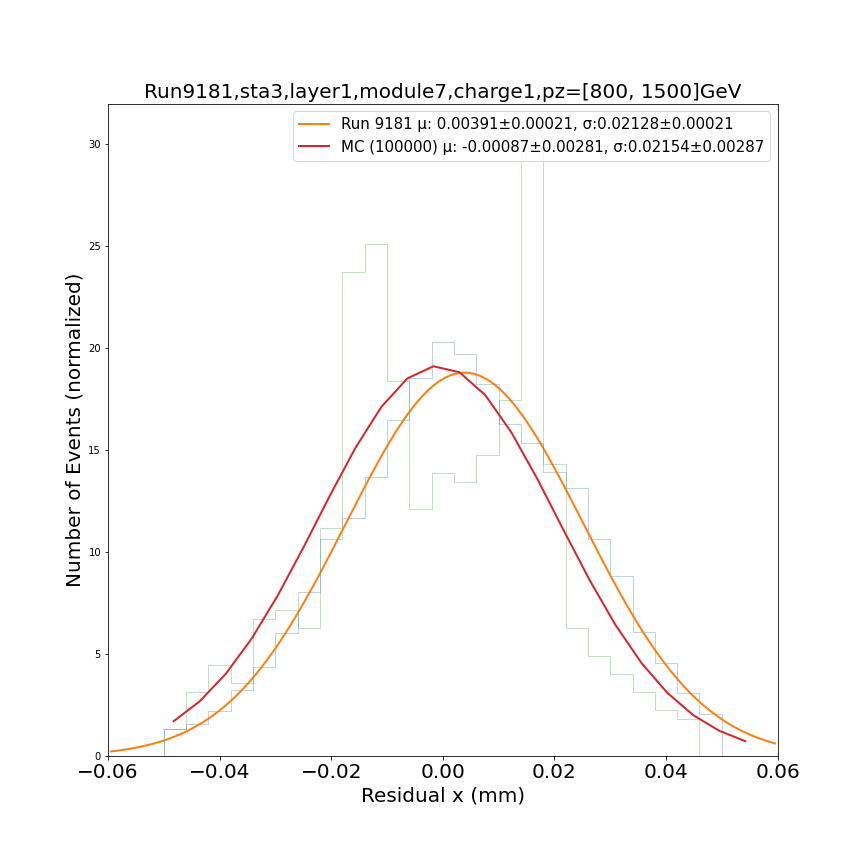 Run9181,sta3,layer1,module7,charge1,pz=[800, 1500]GeV
Run 9181 μ: 0.00391±0.00021, σ:0.02128±0.00021
MC (100000) μ: -0.00087±0.00281, σ:0.02154±0.00287
Number of Events (normalized)
30
25
20
15
10
5
0
−0.06 −0.04 −0.02 0.00 0.02 0.04 0.06
Residual x (mm)